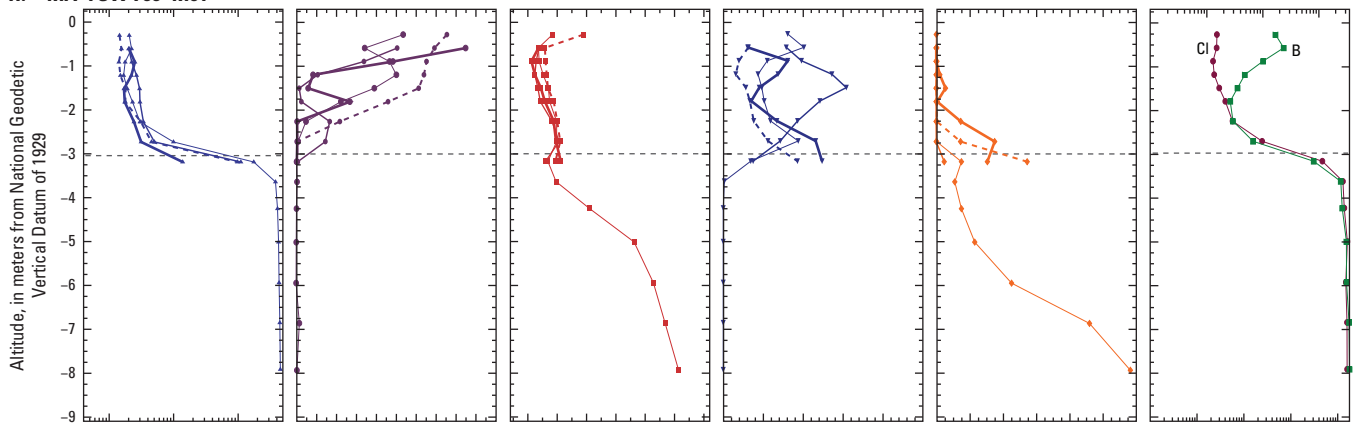 Altitude, in meters from National Geodetic
Vertical Datum of 1929
0
–1
–2
–3
–4
–5
–6
–7
–8
–9
Cl
B